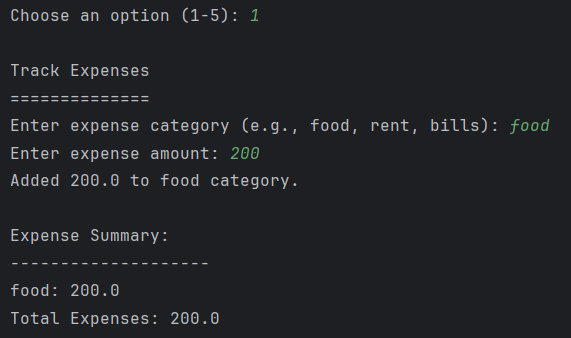 Choose an option (1-5): 1
Track Expenses
==============
Enter expense category (e.g., food, rent, bills): food
Enter expense amount: 200
Added 200.0 to food category.
Expense Summary:
--------------------
food: 200.0
Total Expenses: 200.0